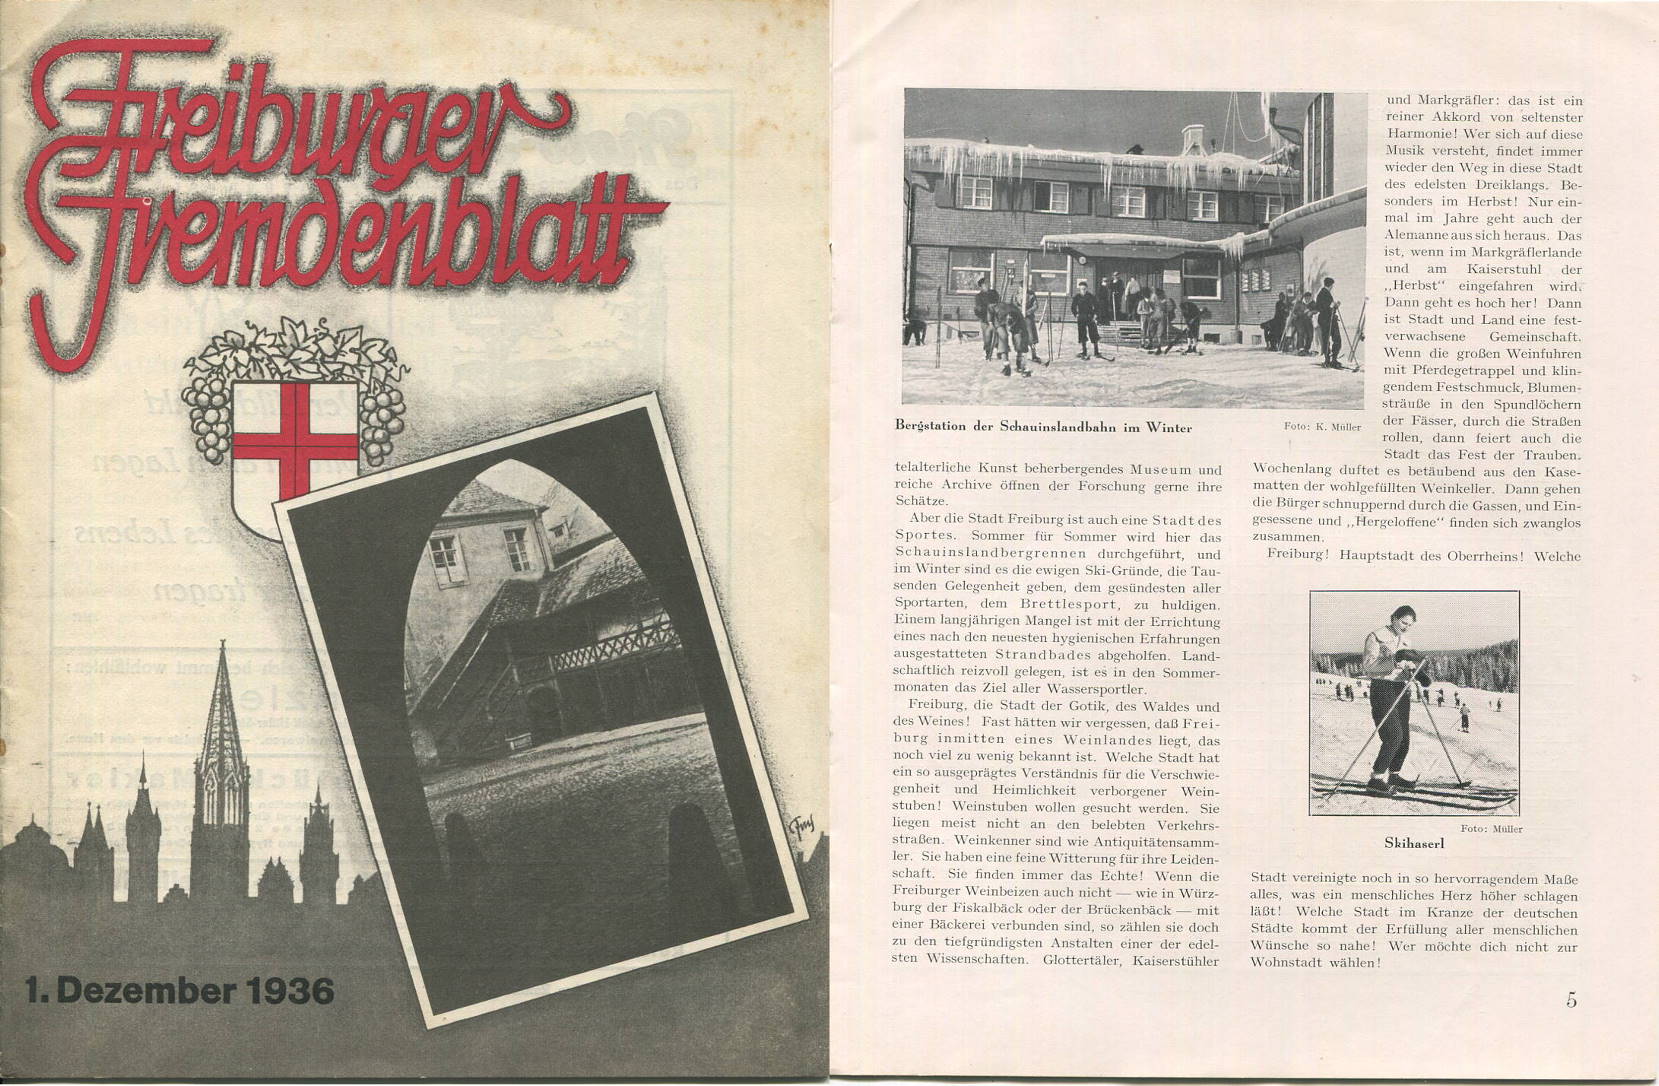 Freiburger
Fremdenblatt
1. Dezember 1936
Bergstation der Schauinslandbahn im Winter
Foto: K. Müller
telalterliche Kunst beherbergendes Museum und
reiche Archive öffnen der Forschung gerne ihre
Schätze.
Aber die Stadt Freiburg ist auch eine Stadt des
Sportes. Sommer für Sommer wird hier das
Schauinslandbergrennen durchgeführt, und
im Winter sind es die ewigen Ski-Gründe, die Tau-
senden Gelegenheit geben, dem gesündesten aller
Sportarten, dem Brettlesport, zu huldigen.
Einem langjährigen Mangel ist mit der Errichtung
eines nach den neuesten hygienischen Erfahrungen
ausgestatteten Strandbades abgeholfen. Land-
schaftlich reizvoll gelegen, ist es in den Sommer-
monaten das Ziel aller Wassersportler.
Freiburg, die Stadt der Gotik, des Waldes und
des Weines! Fast hätten wir vergessen, daß Frei-
burg inmitten eines Weinlandes liegt, das
noch viel zu wenig bekannt ist. Welche Stadt hat
ein so ausgeprägtes Verständnis für die Verschwie-
genheit und Heimlichkeit verborgener Wein-
stuben! Weinstuben wollen gesucht werden. Sie
liegen meist nicht an den belebten Verkehrs-
straßen. Weinkenner sind wie Antiquitätensamm-
ler. Sie haben eine feine Witterung für ihre Leiden-
schaft. Sie finden immer das Echte! Wenn die
Freiburger Weinbeizen auch nicht — wie in Würz-
burg der Fiskalbäck oder der Brückenbäck — mit
einer Bäckerei verbunden sind, so zählen sie doch
zu den tiefgründigsten Anstalten einer der edel-
sten Wissenschaften. Glottertäler, Kaiserstühler
und Markgräfler: das ist ein
reiner Akkord von seltenster
Harmonie! Wer sich auf diese
Musik versteht, findet immer
wieder den Weg in diese Stadt
des edelsten Dreiklangs. Be-
sonders im Herbst! Nur ein-
mal im Jahre geht auch der
Alemanne aus sich heraus. Das
ist, wenn im Markgräflerlande
und am Kaiserstuhl der
„Herbst“ eingefahren wird.
Dann geht es hoch her! Dann
ist Stadt und Land eine fest-
verwachsene Gemeinschaft.
Wenn die großen Weinfuhren
mit Pferdegetrappel und klin-
gendem Festschmuck, Blumen-
sträuße in den Spundlöchern
der Fässer, durch die Straßen
rollen, dann feiert auch die
Stadt das Fest der Trauben.
Wochenlang duftet es betäubend aus den Kase-
matten der wohlgefüllten Weinkeller. Dann gehen
die Bürger schnuppernd durch die Gassen, und Ein-
gesessene und „Hergeloffene“ finden sich zwanglos
zusammen.
Freiburg! Hauptstadt des Oberrheins! Welche
Foto: Müller
Skihaserl
Stadt vereinigte noch in so hervorragendem Maße
alles, was ein menschliches Herz höher schlagen
läßt! Welche Stadt im Kranze der deutschen
Städte kommt der Erfüllung aller menschlichen
Wünsche so nahe! Wer möchte dich nicht zur
Wohnstadt wählen!
5